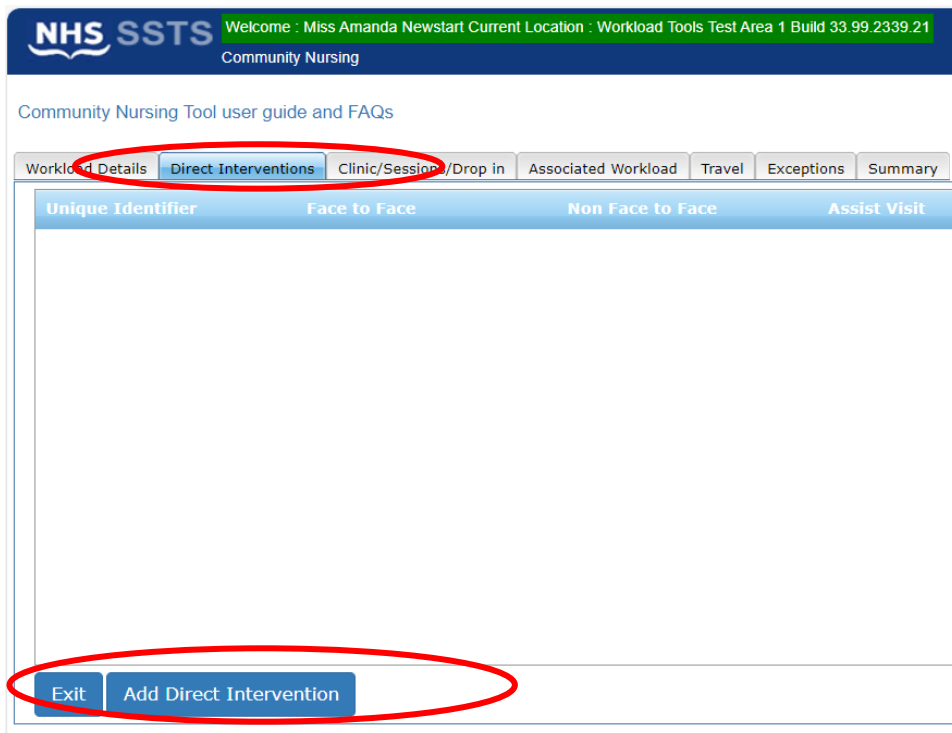 NHS SSTS Welcome : Miss Amanda Newstart Current Location : Workload Tools Test Area 1 Build 33.99.2339.21
Community Nursing
Community Nursing Tool user guide and FAQs
Workload Details Direct Interventions Clinic/Sessions/Drop in Associated Workload Travel Exceptions Summary
Unique Identifier Face to Face Non Face to Face Assist Visit
Exit Add Direct Intervention